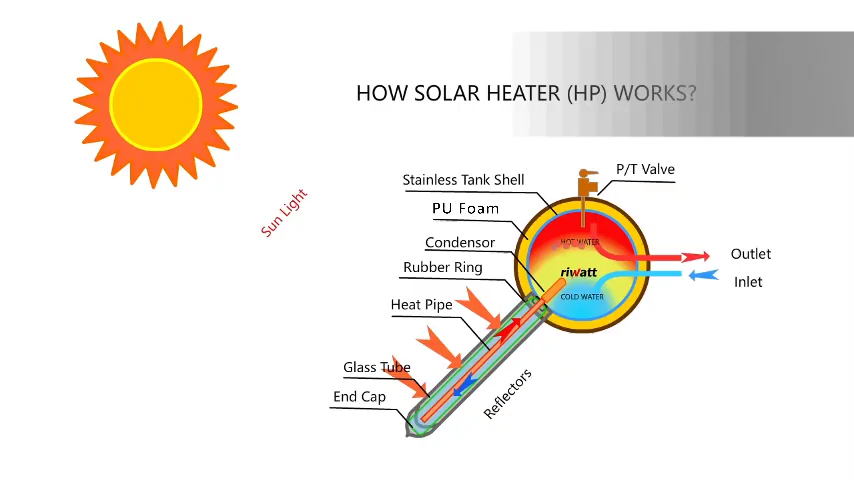 HOW SOLAR HEATER (HP) WORKS?
P/T Valve
Stainless Tank Shell
PU Foam
Sun Light
Condensor
HOT WATER
Outlet
Rubber Ring
riwatt
Inlet
COLD WATER
Heat Pipe
Glass Tube
Reflectors
End Cap